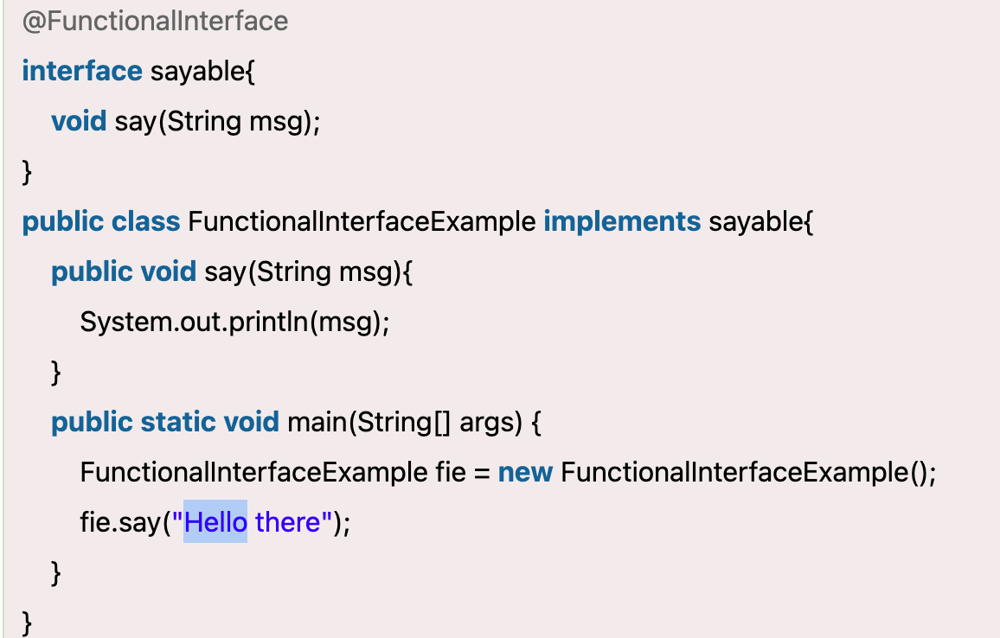 @FunctionalInterface
interface sayable{
void say(String msg);
}
public class FunctionalInterfaceExample implements sayable{
public void say(String msg){
System.out.println(msg);
}
public static void main(String[] args) {
FunctionalInterfaceExample fie = new FunctionalInterfaceExample();
fie.say("Hello there");
}
}